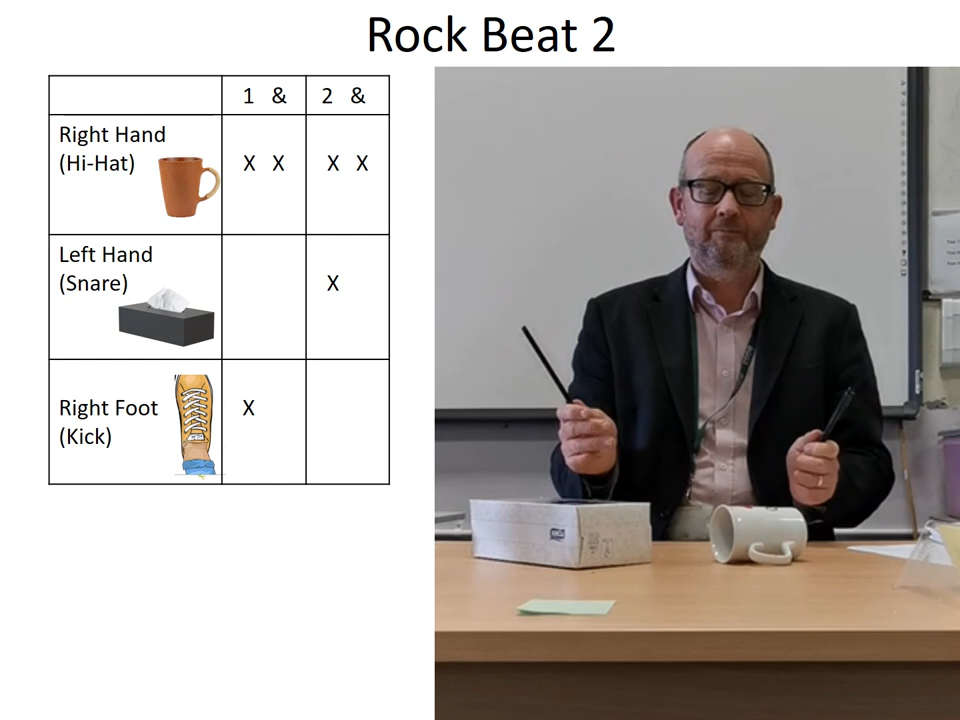 Rock Beat 2
1 & 2 &
Right Hand
(Hi-Hat)
X X X X
Left Hand
(Snare)
X
Right Foot
(Kick)
X